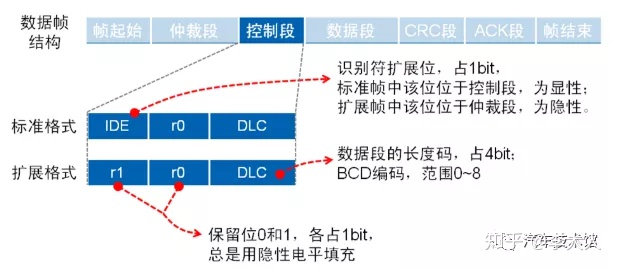 数据帧
结构
帧起始 仲裁段 控制段 数据段 CRC段 ACK段 帧结束
识别符扩展位，占1bit，
标准帧中该位位于控制段，为显性；
扩展帧中该位位于仲裁段，为隐性。
标准格式 IDE r0 DLC
数据段的长度码，占4bit；
BCD编码，范围0~8
扩展格式 r1 r0 DLC
保留位0和1，各占1bit，
总是用隐性电平填充
知乎
汽车技术馆